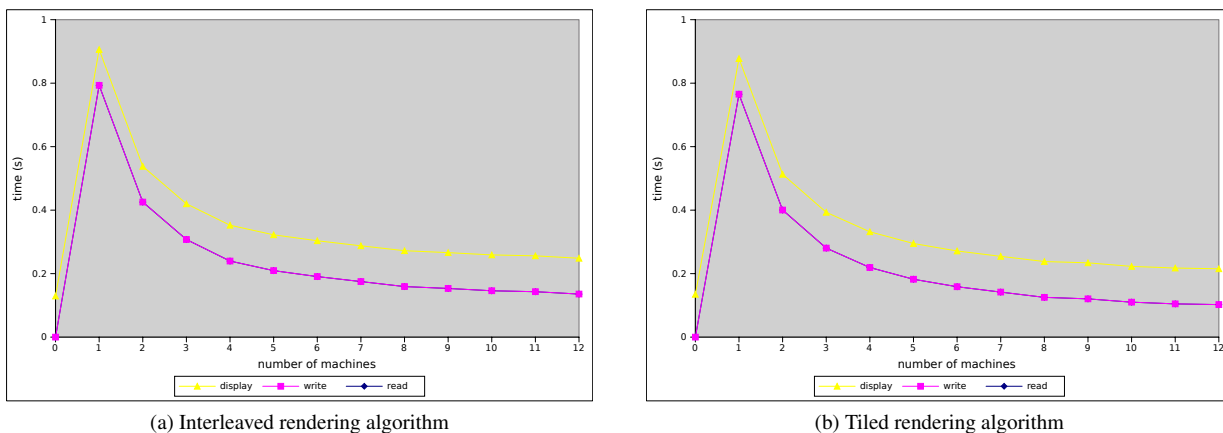 1
0.8
0.6
0.4
0.2
0
time (s)
0 1 2 3 4 5 6 7 8 9 10 11 12
number of machines
display write read
(a) Interleaved rendering algorithm
1
0.8
0.6
0.4
0.2
0
time (s)
0 1 2 3 4 5 6 7 8 9 10 11 12
number of machines
display write read
(b) Tiled rendering algorithm